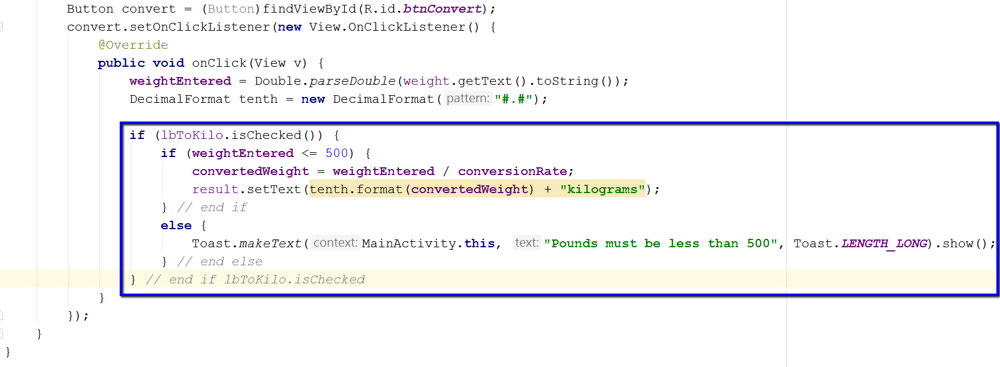 Button convert = (Button)findViewById(R.id.btnConvert);
convert.setOnClickListener(new View.OnClickListener() {
@Override
public void onClick(View v) {
weightEntered = Double.parseDouble(weight.getText().toString());
DecimalFormat tenth = new DecimalFormat( pattern: "#.#");
if (lbToKilo.isChecked()) {
if (weightEntered <= 500) {
convertedWeight = weightEntered / conversionRate;
result.setText(tenth.format(convertedWeight) + "kilograms");
} // end if
else {
Toast.makeText( context: MainActivity.this, text: "Pounds must be less than 500", Toast.LENGTH_LONG).show();
} // end else
} // end if lbToKilo.isChecked
}
});
}
}